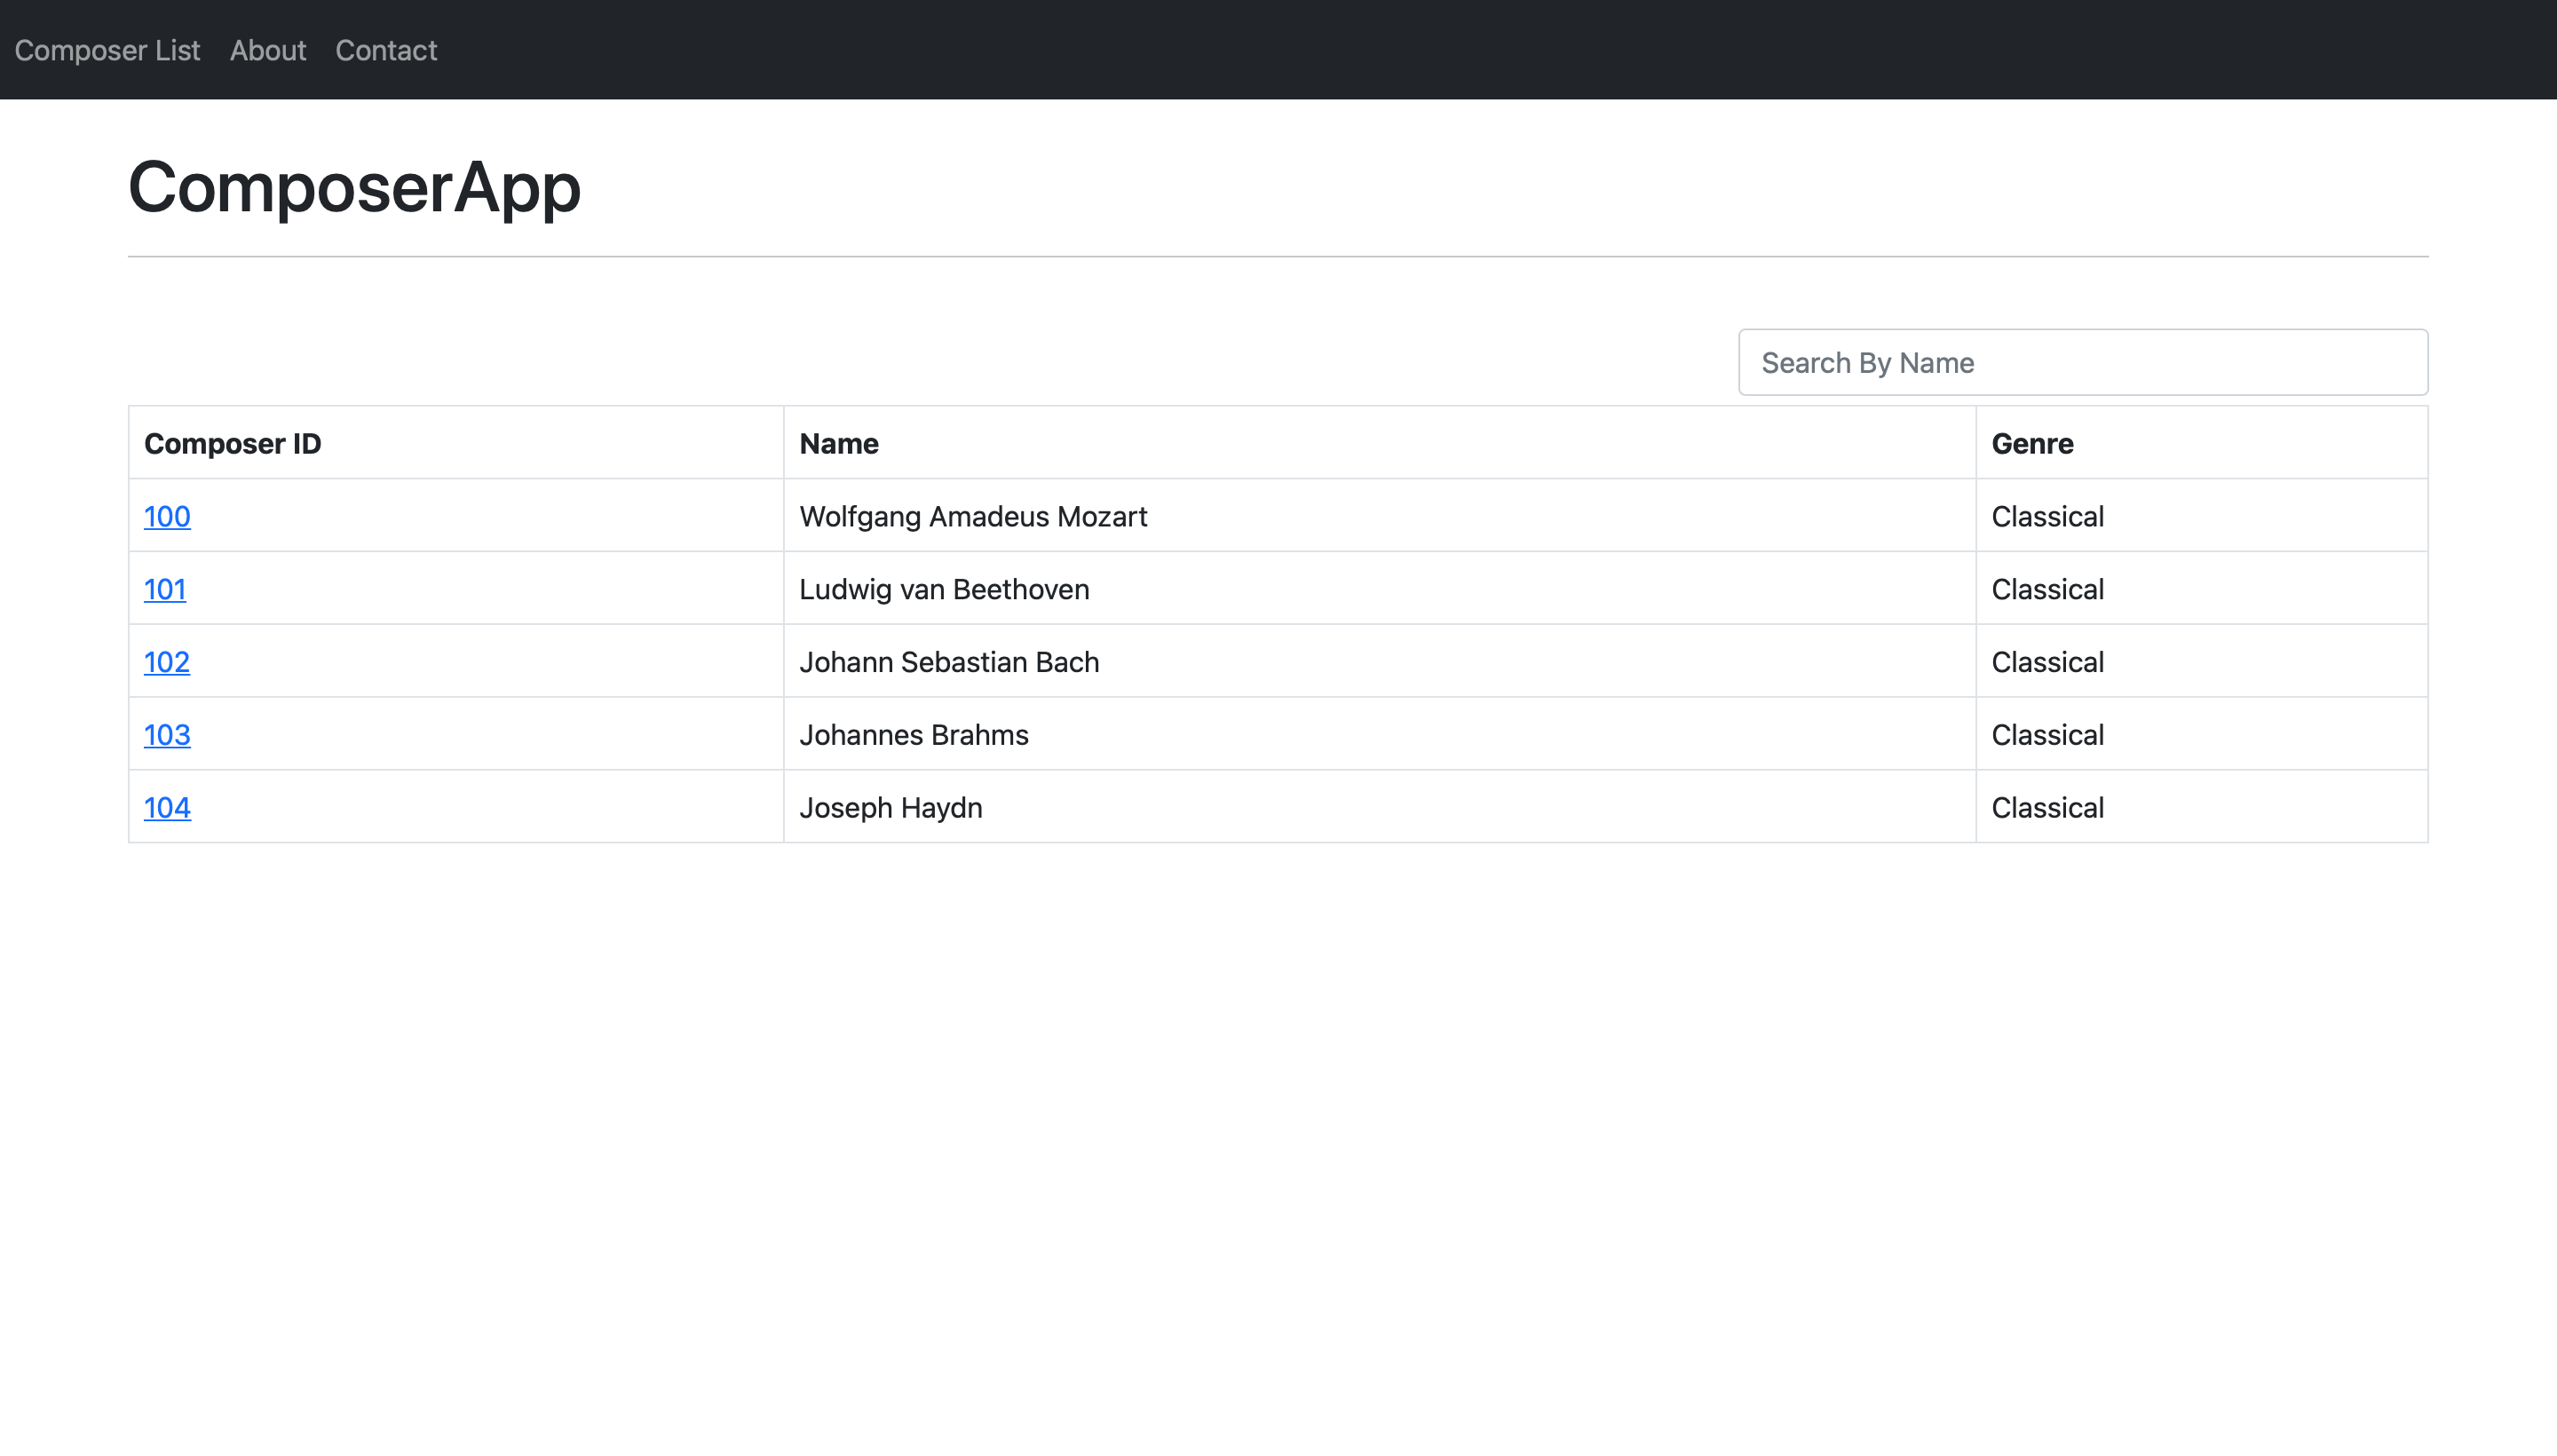 Composer List About Contact
ComposerApp
Search By Name
Composer ID Name Genre
100 Wolfgang Amadeus Mozart Classical
101 Ludwig van Beethoven Classical
102 Johann Sebastian Bach Classical
103 Johannes Brahms Classical
104 Joseph Haydn Classical